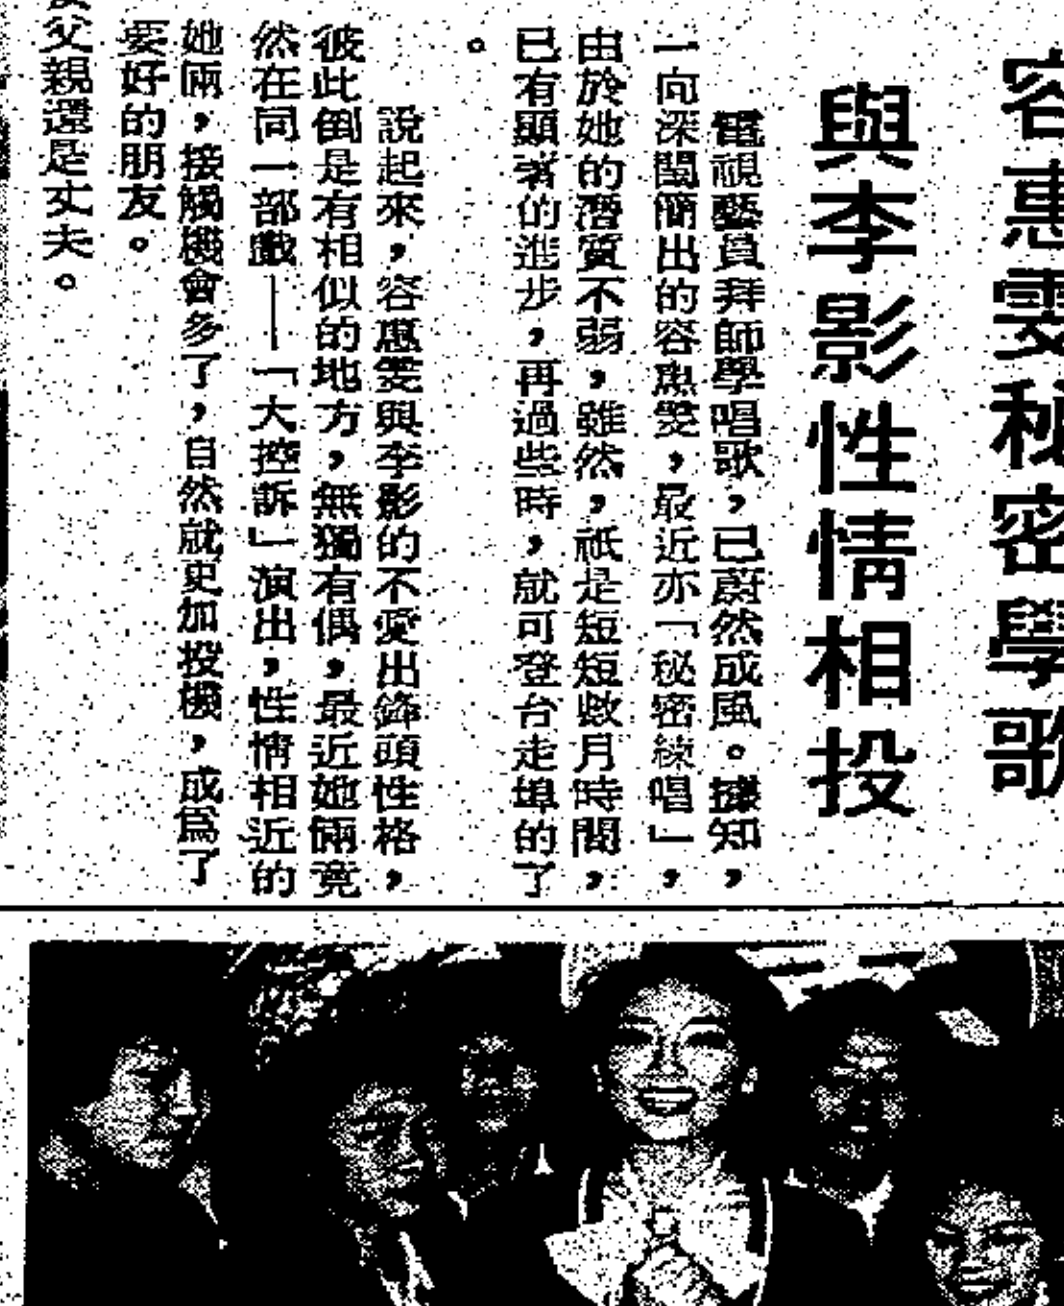 容惠雯秘密學歌
與李影性情相投
電視藝員拜師學唱歌，已蔚然成風。據知，
一向深閨簡出的容惠雯，最近亦「秘密練唱」，
由於她的潛質不弱，雖然，祇是短短數月時間，
已有顯著的進步，再過些時，就可登台走埠的了
。
說起來，容惠雯與李影的不愛出鋒頭性格，
彼此倒是有相似的地方，無獨有偶，最近她倆竟
然在同一部戲——「大控訴」演出，性情相近的
她倆，接觸機會多了，自然就更加投機，成為了
要好的朋友。
父親還是丈夫。